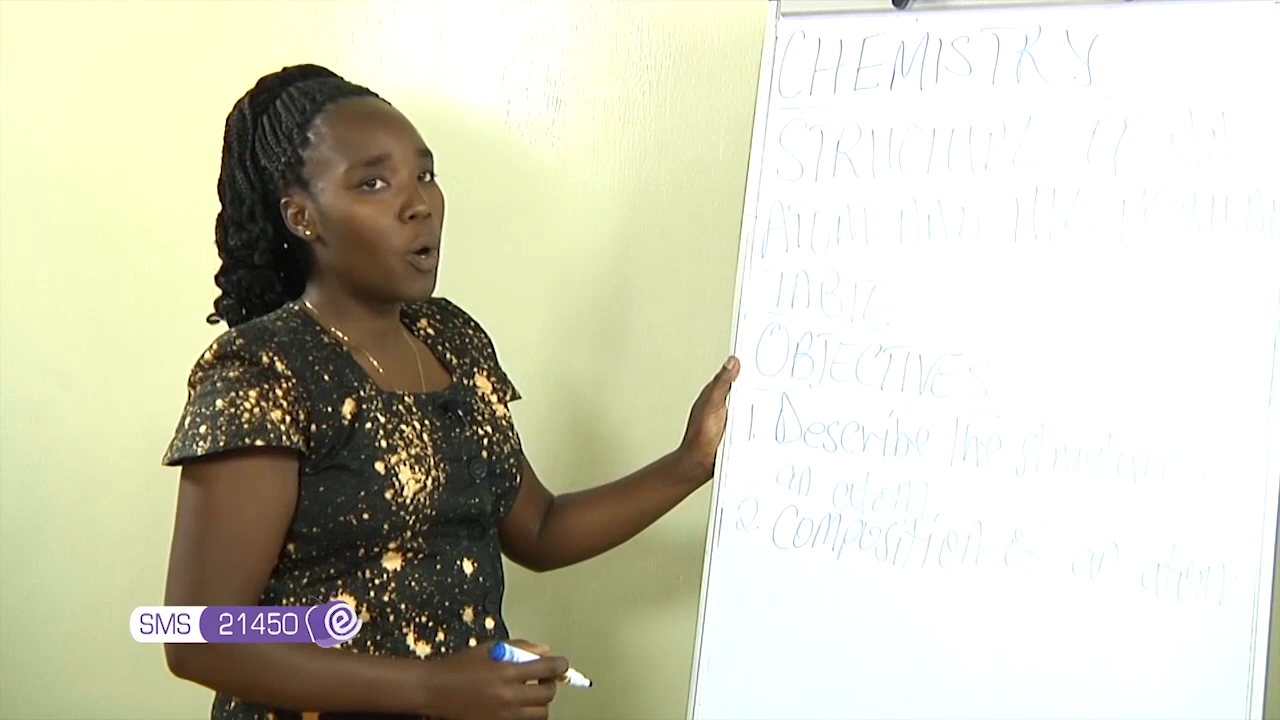 CHEMISTRY
STRUCTURE OF AN
ATOM AND THE PERIODIC
TABLE
OBJECTIVES
1. Describe the structure
an atom.
2. Composition of an atom.
SMS 21450 e